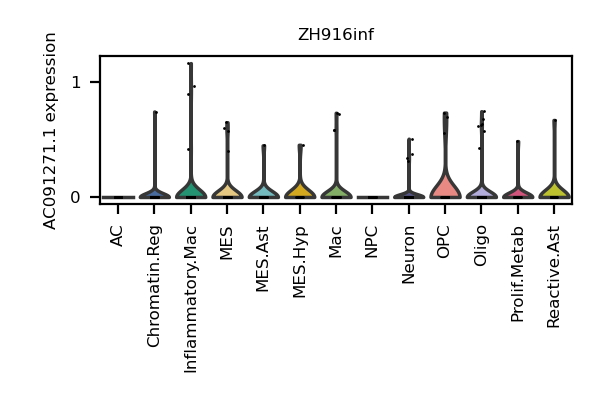 ZH916inf
AC091271.1 expression
1
0
AC
Chromatin.Reg
Inflammatory.Mac
MES
MES.Ast
MES.Hyp
Mac
NPC
Neuron
OPC
Oligo
Prolif.Metab
Reactive.Ast